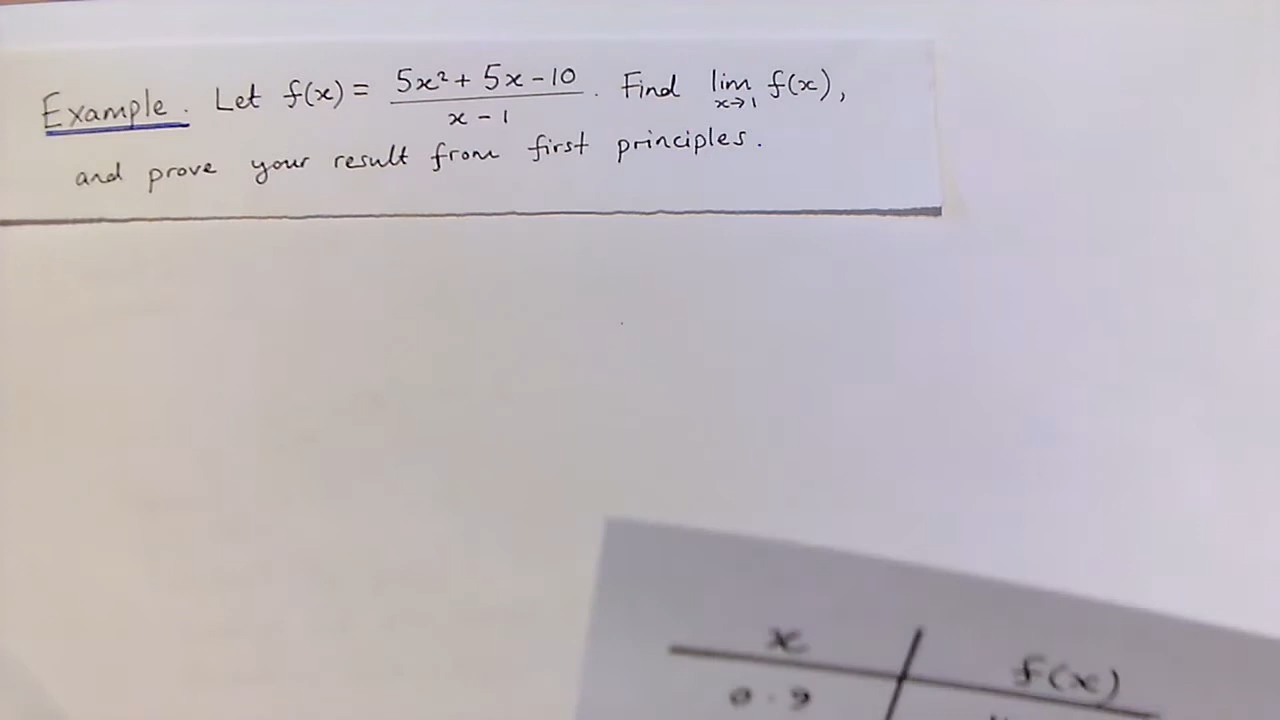 Example. Let f(x) = (5x² + 5x - 10)/(x - 1). Find lim x→1 f(x),
and prove your result from first principles.
x f(x)
0.9